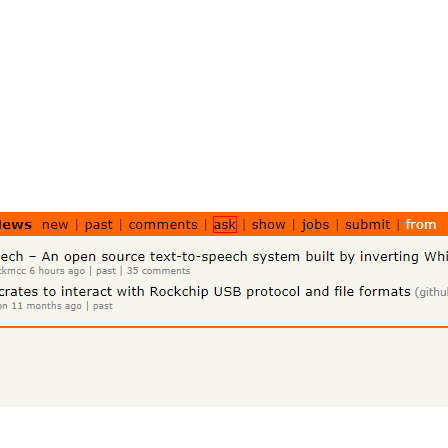 News new | past | comments | ask | show | jobs | submit | from
ech – An open source text-to-speech system built by inverting Whi
kmcc 6 hours ago | past | 35 comments
crates to interact with Rockchip USB protocol and file formats (githu
on 11 months ago | past